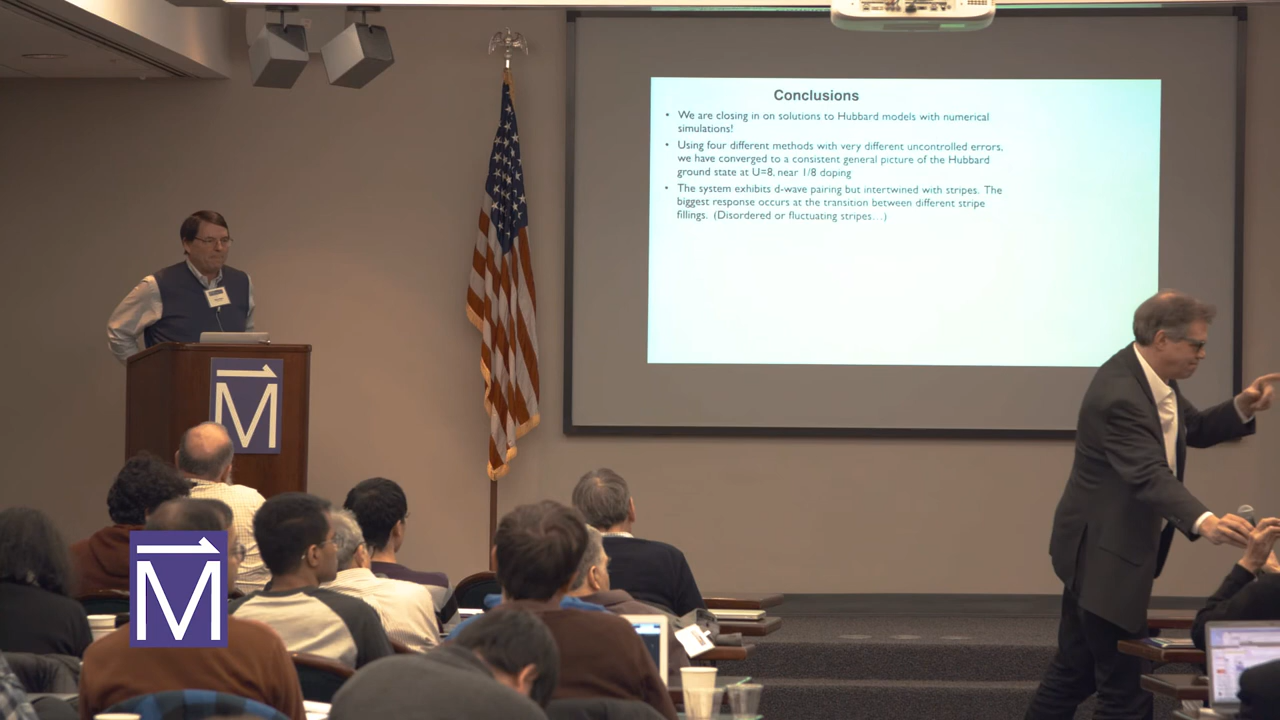 Conclusions
• We are closing in on solutions to Hubbard models with numerical
simulations!
• Using four different methods with very different uncontrolled errors,
we have converged to a consistent general picture of the Hubbard
ground state at U=8, near 1/8 doping
• The system exhibits d-wave pairing but intertwined with stripes. The
biggest response occurs at the transition between different stripe
fillings. (Disordered or fluctuating stripes…)
M
M